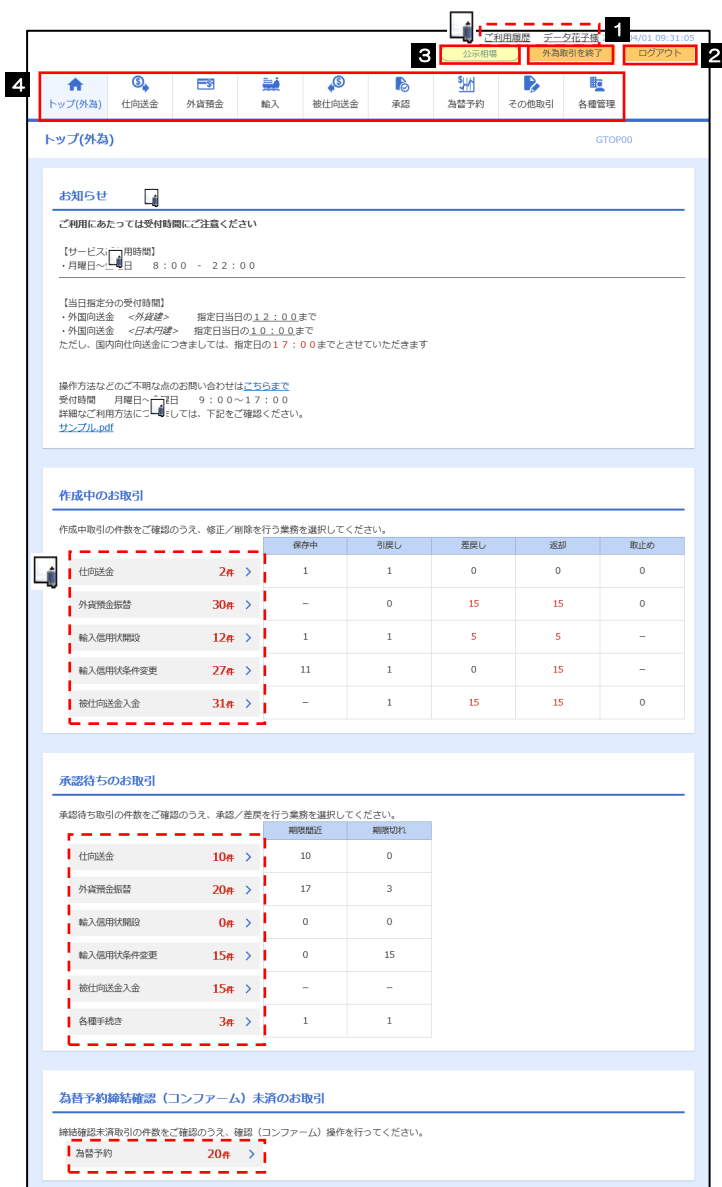 1
ご利用履歴 データ花子様 04/01 09:31:05
3 公示相場 外為取引を終了 ログアウト 2
4
トップ(外為) 仕向送金 外貨預金 輸入 被仕向送金 承認 為替予約 その他取引 各種管理
トップ(外為) GTOP00
お知らせ
ご利用にあたっては受付時間にご注意ください
【サービス 用時間】
・月曜日～ 日 8：00 - 22：00
【当日指定分の受付時間】
・外国向送金 <外貨建> 指定日当日の12：00まで
・外国向送金 <日本円建> 指定日当日の10：00まで
ただし、国内向仕向送金につきましては、指定日の17：00までとさせていただきます
操作方法などのご不明な点のお問い合わせはこちらまで
受付時間 月曜日～ 日 9：00～17：00
詳細なご利用方法に ましては、下記をご確認ください。
サンプル.pdf
作成中のお取引
作成中取引の件数をご確認のうえ、修正／削除を行う業務を選択してください。
保存中 引戻し 差戻し 返却 取止め
仕向送金 2件 1 1 0 0 0
外貨預金振替 30件 － 0 15 15 0
輸入信用状開設 12件 1 1 5 5 －
輸入信用状条件変更 27件 11 1 0 15 －
被仕向送金入金 31件 － 1 15 15 0
承認待ちのお取引
承認待ち取引の件数をご確認のうえ、承認／差戻を行う業務を選択してください。
期限間近 期限切れ
仕向送金 10件 10 0
外貨預金振替 20件 17 3
輸入信用状開設 0件 0 0
輸入信用状条件変更 15件 0 15
被仕向送金入金 15件 － －
各種手続き 3件 1 1
為替予約締結確認（コンファーム）未済のお取引
締結確認未済取引の件数をご確認のうえ、確認（コンファーム）操作を行ってください。
為替予約 20件